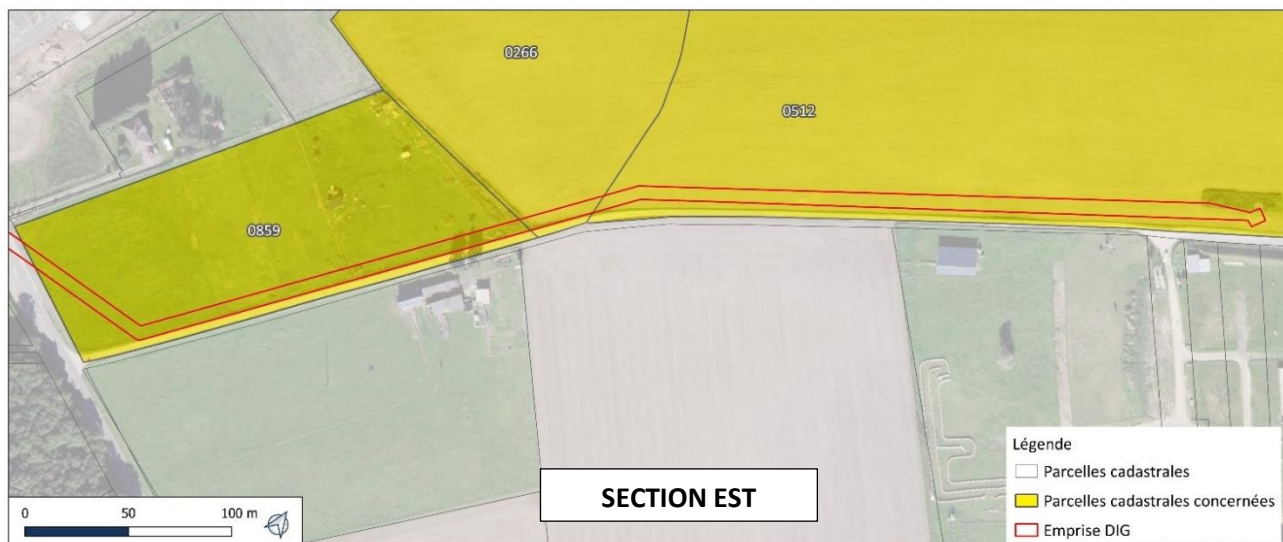 0266
0512
0859
Légende
Parcelles cadastrales
Parcelles cadastrales concernées
Emprise DIG
SECTION EST
0 50 100 m